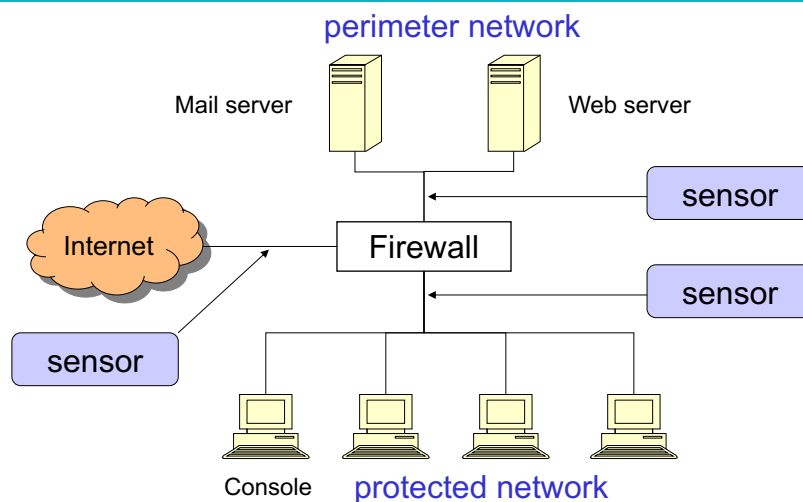 perimeter network
Mail server
Web server
sensor
Internet
Firewall
sensor
sensor
Console
protected network